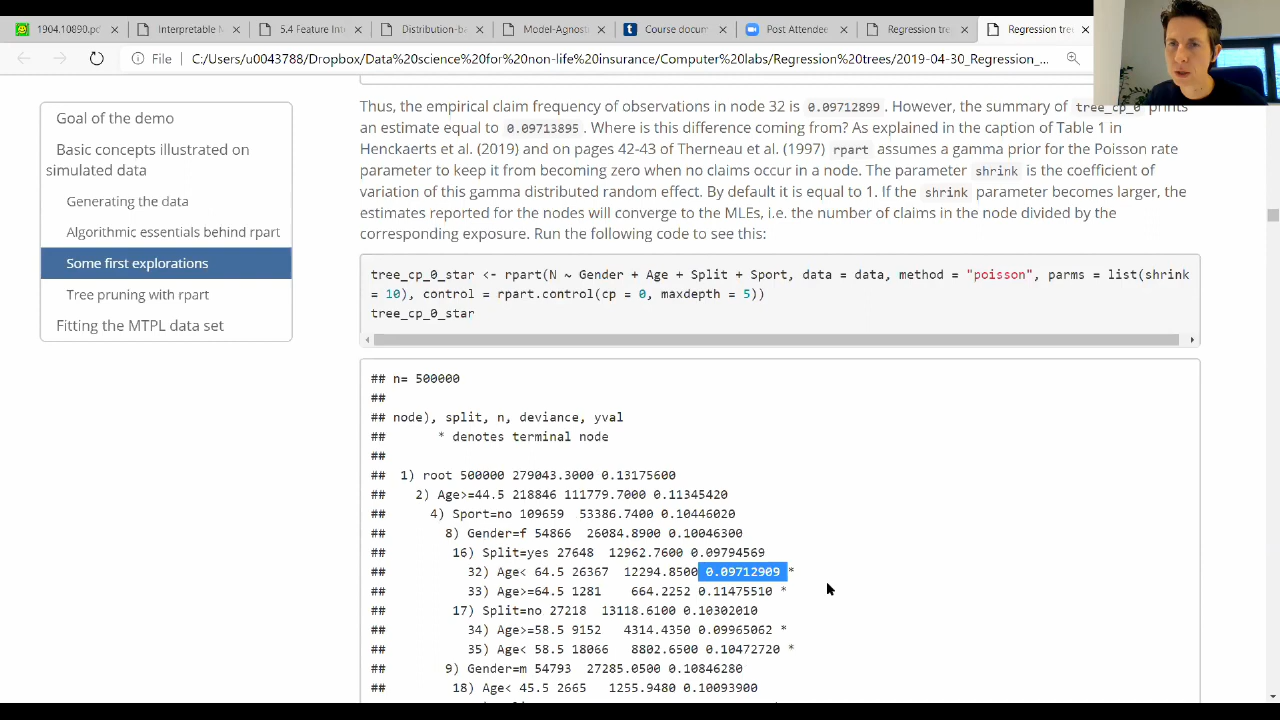 1904.10890.pdf
Interpretable M
5.4 Feature Int
Distribution-by
Model-Agnost
Course docum
Post Attendee
Regression tre
Regression tree
File
C:/Users/u0043788/Dropbox/Data%20science%20for%20non-life%20insurance/Computer%20labs/Regression%20trees/2019-04-30_Regression_...
Goal of the demo
Basic concepts illustrated on
simulated data
Generating the data
Algorithmic essentials behind rpart
Some first explorations
Tree pruning with rpart
Fitting the MTPL data set
Thus, the empirical claim frequency of observations in node 32 is 0.09712899. However, the summary of tree_cp_0 prints
an estimate equal to 0.09713895. Where is this difference coming from? As explained in the caption of Table 1 in
Henckaerts et al. (2019) and on pages 42-43 of Therneau et al. (1997) rpart assumes a gamma prior for the Poisson rate
parameter to keep it from becoming zero when no claims occur in a node. The parameter shrink is the coefficient of
variation of this gamma distributed random effect. By default it is equal to 1. If the shrink parameter becomes larger, the
estimates reported for the nodes will converge to the MLEs, i.e. the number of claims in the node divided by the
corresponding exposure. Run the following code to see this:
tree_cp_0_star <- rpart(N ~ Gender + Age + Split + Sport, data = data, method = "poisson", parms = list(shrink
= 10), control = rpart.control(cp = 0, maxdepth = 5))
tree_cp_0_star
## n= 500000
##
## node), split, n, deviance, yval
## * denotes terminal node
##
## 1) root 500000 279043.3000 0.13175600
## 2) Age>=44.5 218846 111779.7000 0.11345420
## 4) Sport=no 109659 53386.7400 0.10446020
## 8) Gender=f 54866 26084.8900 0.10046300
## 16) Split=yes 27648 12962.7600 0.09794569
## 32) Age< 64.5 26367 12294.8500 0.09712909 *
## 33) Age>=64.5 1281 664.2252 0.11475510 *
## 17) Split=no 27218 13118.6100 0.10302010
## 34) Age>=58.5 9152 4314.4350 0.09965062 *
## 35) Age< 58.5 18066 8802.6500 0.10472720 *
## 9) Gender=m 54793 27285.0500 0.10846280
## 18) Age< 45.5 2665 1255.9480 0.10093900